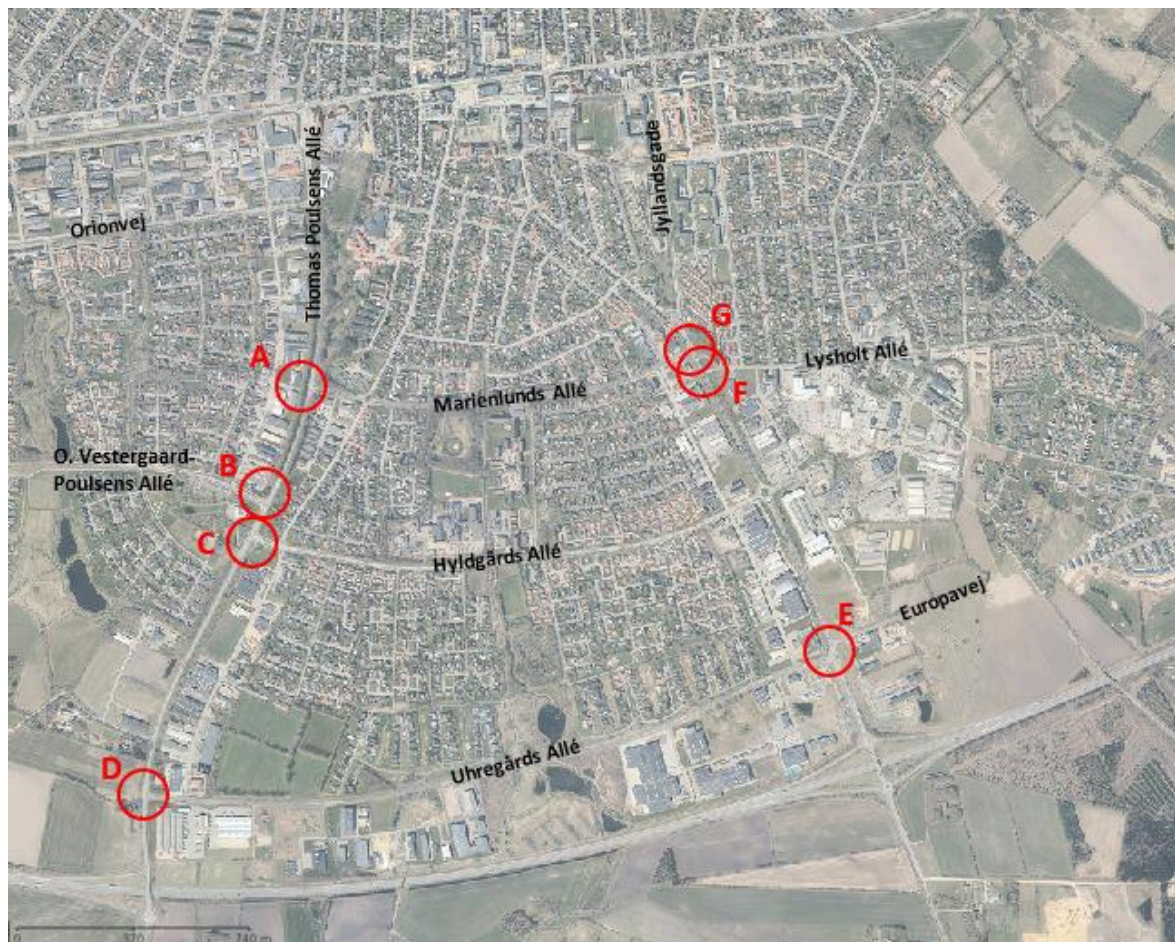 Thomas Poulsens Allé
Jyllandsgade
Orionvej
G
A
Lysholt Allé
F
Marienlunds Allé
O. Vestergaard-
Poulsens Allé
B
C
Hyldgårds Allé
E
Europavej
D
Uhregårds Allé